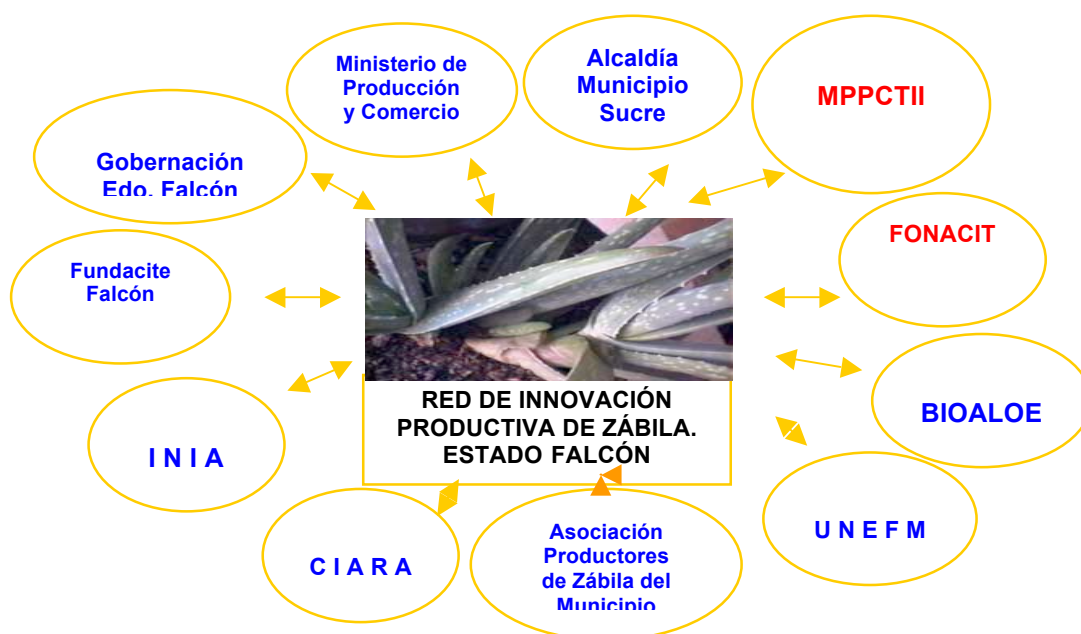 Ministerio de
Producción
y Comercio
Alcaldía
Municipio
Sucre
MPPCTII
Gobernación
Edo. Falcón
FONACIT
Fundacite
Falcón
RED DE INNOVACIÓN
PRODUCTIVA DE ZÁBILA.
ESTADO FALCÓN
BIOALOE
I N I A
U N E F M
C I A R A
Asociación
Productores
de Zábila del
Municipio